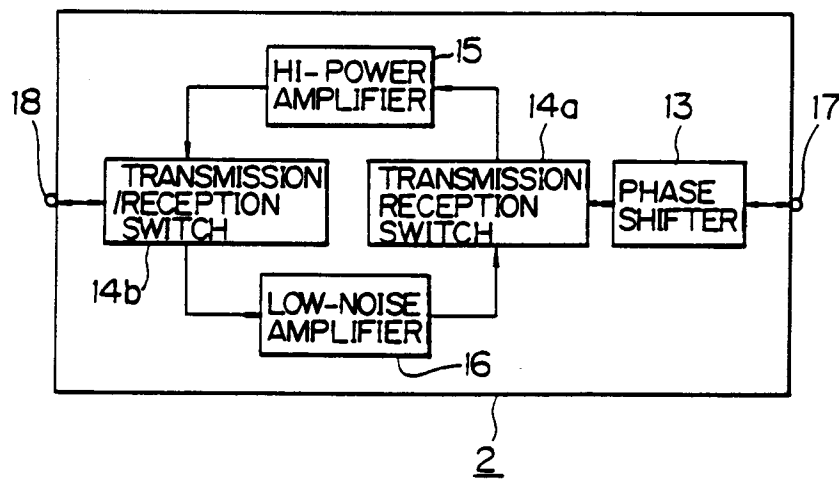 15
HI-POWER
AMPLIFIER
18
14a
13
17
TRANSMISSION
/RECEPTION
SWITCH
TRANSMISSION
RECEPTION
SWITCH
PHASE
SHIFTER
14b
LOW-NOISE
AMPLIFIER
16
2